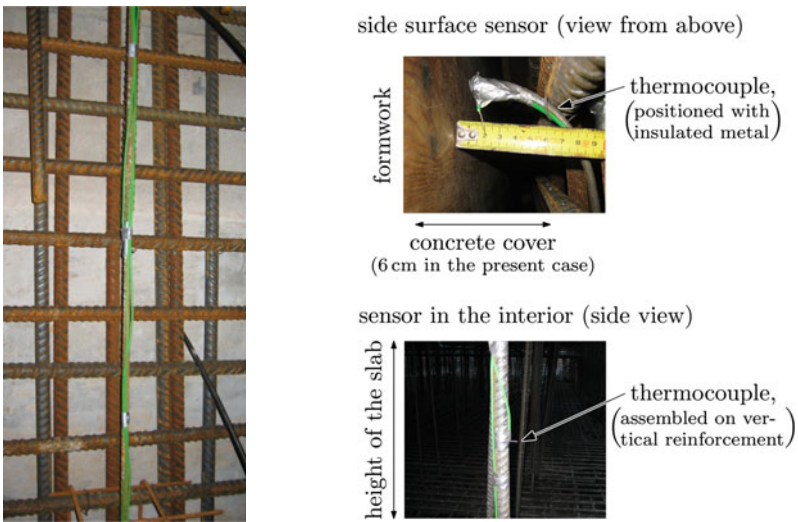 side surface sensor (view from above)
formwork
thermocouple,
(positioned with
insulated metal)
concrete cover
(6 cm in the present case)
sensor in the interior (side view)
height of the slab
thermocouple,
(assembled on ver-
tical reinforcement)